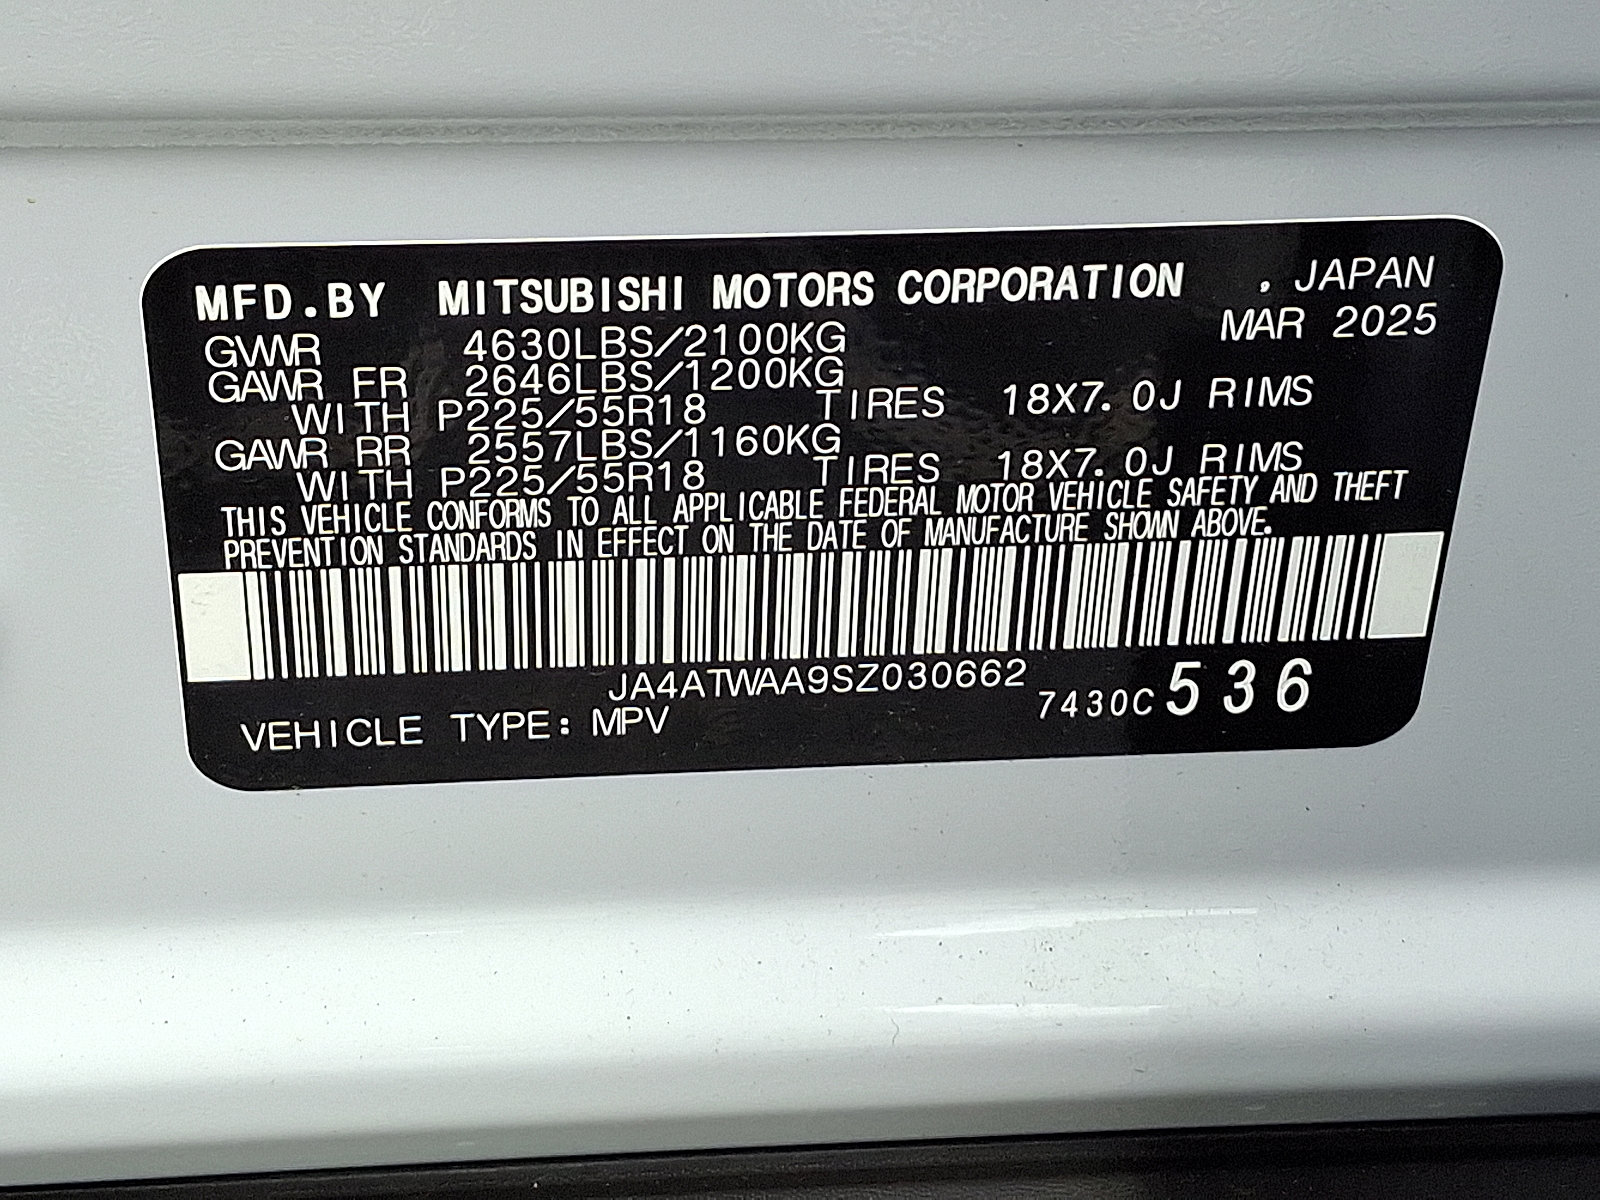 MFD.BY MITSUBISHI MOTORS CORPORATION , JAPAN
MAR 2025
GVWR 4630LBS/2100KG
GAWR FR 2646LBS/1200KG
WITH P225/55R18 TIRES 18X7.0J RIMS
GAWR RR 2557LBS/1160KG
WITH P225/55R18 TIRES 18X7.0J RIMS
THIS VEHICLE CONFORMS TO ALL APPLICABLE FEDERAL MOTOR VEHICLE SAFETY AND THEFT
PREVENTION STANDARDS IN EFFECT ON THE DATE OF MANUFACTURE SHOWN ABOVE.
JA4ATWAA9SZ030662
7430C 536
VEHICLE TYPE: MPV